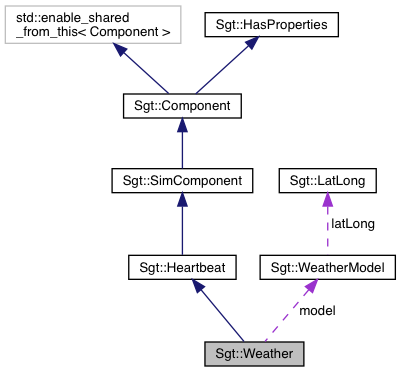 std::enable_shared
_from_this< Component >
Sgt::HasProperties
Sgt::Component
Sgt::SimComponent
Sgt::LatLong
latLong
Sgt::Heartbeat
Sgt::WeatherModel
model
Sgt::Weather